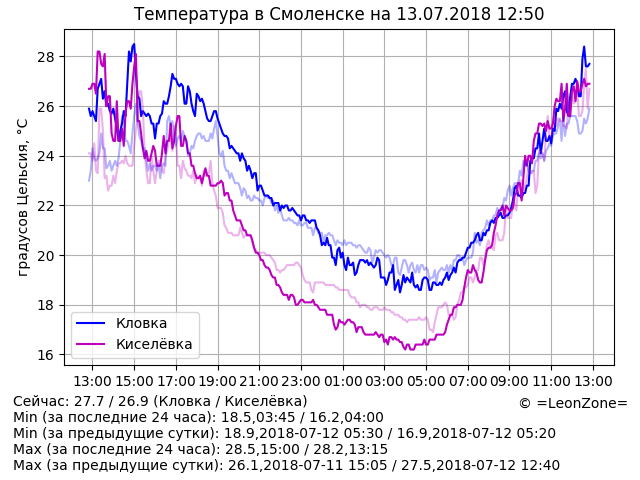 Температура в Смоленске на 13.07.2018 12:50
градусов Цельсия, °C
28
26
24
22
20
18
16
Кловка
Киселёвка
13:00 15:00 17:00 19:00 21:00 23:00 01:00 03:00 05:00 07:00 09:00 11:00 13:00
Сейчас: 27.7 / 26.9 (Кловка / Киселёвка)
© =LeonZone=
Min (за последние 24 часа): 18.5,03:45 / 16.2,04:00
Min (за предыдущие сутки): 18.9,2018-07-12 05:30 / 16.9,2018-07-12 05:20
Max (за последние 24 часа): 28.5,15:00 / 28.2,13:15
Max (за предыдущие сутки): 26.1,2018-07-11 15:05 / 27.5,2018-07-12 12:40